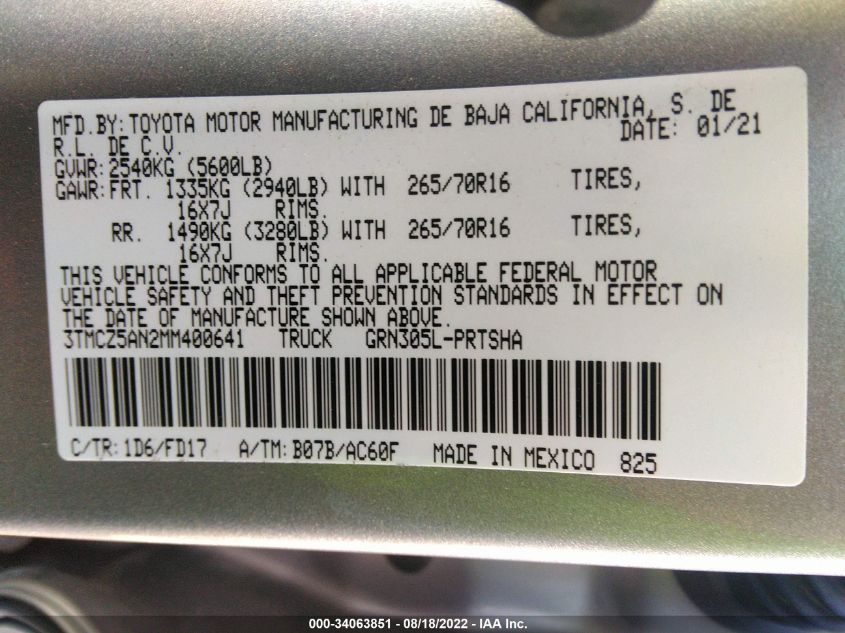 MFD.BY: TOYOTA MOTOR MANUFACTURING DE BAJA CALIFORNIA, S. DE
R.L. DE C.V. DATE: 01/21
GVWR: 2540KG (5600LB)
GAWR: FRT. 1335KG (2940LB) WITH 265/70R16 TIRES,
16X7J RIMS.
RR. 1490KG (3280LB) WITH 265/70R16 TIRES,
16X7J RIMS.
THIS VEHICLE CONFORMS TO ALL APPLICABLE FEDERAL MOTOR
VEHICLE SAFETY AND THEFT PREVENTION STANDARDS IN EFFECT ON
THE DATE OF MANUFACTURE SHOWN ABOVE.
3TMCZ5AN2MM400641 TRUCK GRN305L-PRTSHA
C/TR: 1D6/FD17 A/TM: B07B/AC60F MADE IN MEXICO 825
000-34063851 - 08/18/2022 - IAA Inc.